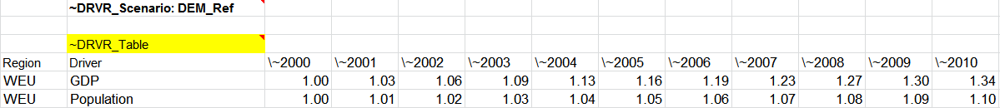 ~DRVR_Scenario: DEM_Ref
~DRVR_Table
Region Driver \~2000 \~2001 \~2002 \~2003 \~2004 \~2005 \~2006 \~2007 \~2008 \~2009 \~2010
WEU GDP 1.00 1.03 1.06 1.09 1.13 1.16 1.19 1.23 1.27 1.30 1.34
WEU Population 1.00 1.01 1.02 1.03 1.04 1.05 1.06 1.07 1.08 1.09 1.10